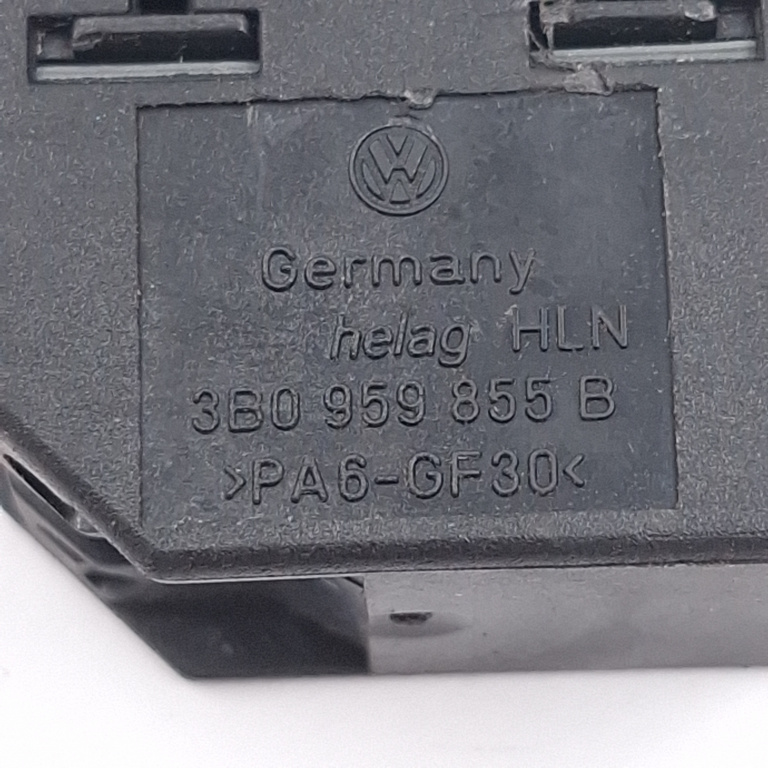 Germany
helag HLN
3B0 959 855 B
>PA6-GF30<